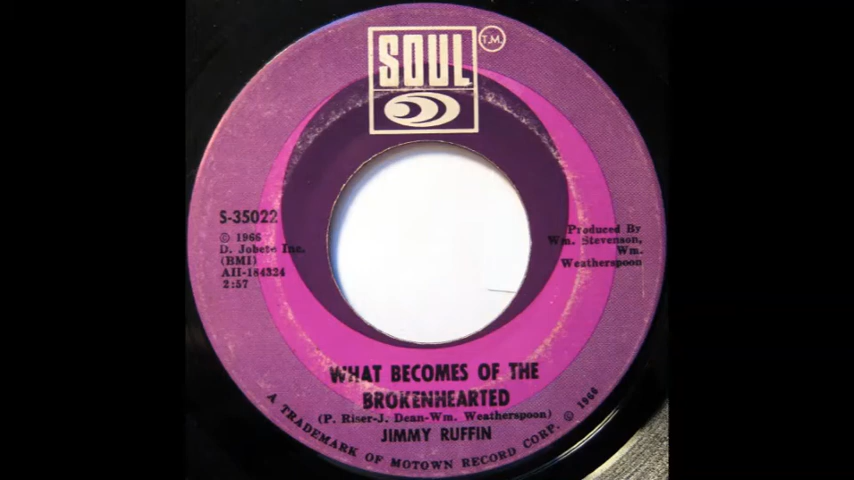 SOUL
T.M.
S-35022
℗ 1966
D. Jobete Inc.
(BMI)
AII-184324
2:57
Produced By
Wm. Stevenson,
Wm.
Weatherspoon
WHAT BECOMES OF THE
BROKENHEARTED
(P. Riser-J. Dean-Wm. Weatherspoon)
JIMMY RUFFIN
A TRADEMARK OF MOTOWN RECORD CORP. © 1966